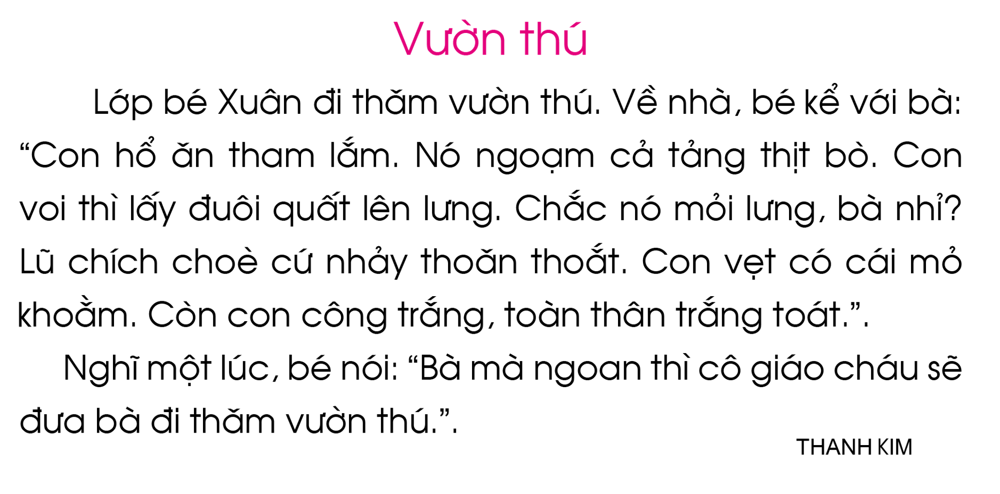 Vườn thú
Lớp bé Xuân đi thăm vườn thú. Về nhà, bé kể với bà:
“Con hổ ăn tham lắm. Nó ngoạm cả tảng thịt bò. Con
voi thì lấy đuôi quất lên lưng. Chắc nó mỏi lưng, bà nhỉ?
Lũ chích choè cứ nhảy thoăn thoắt. Con vẹt có cái mỏ
khoằm. Còn con công trắng, toàn thân trắng toát.”.
Nghĩ một lúc, bé nói: “Bà mà ngoan thì cô giáo cháu sẽ
đưa bà đi thăm vườn thú.”.
THANH KIM